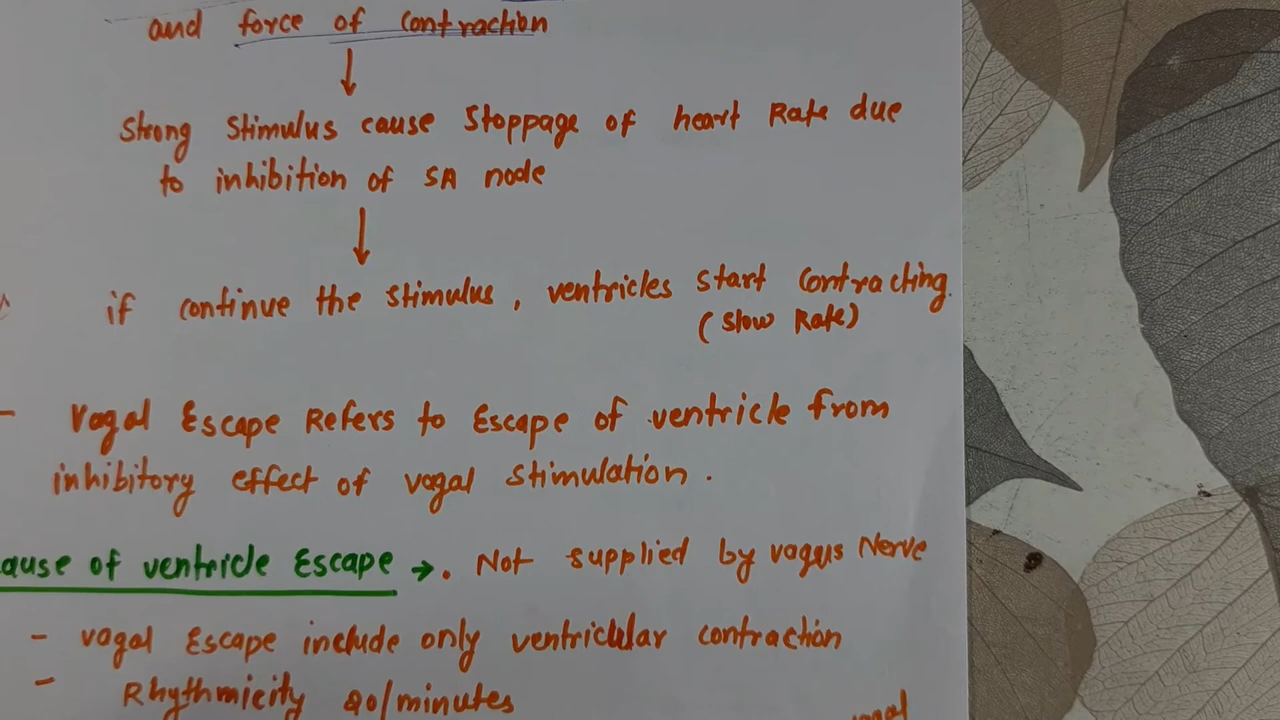 and force of contraction
↓
Strong Stimulus cause Stoppage of heart Rate due
to inhibition of SA node
↓
if continue the stimulus, ventricles start contracting.
(slow Rate)
- Vagal Escape Refers to Escape of ventricle from
inhibitory effect of vagal stimulation.
ause of ventricle Escape → . Not supplied by vagus Nerve
- vagal Escape include only ventricular contraction
- Rhythmicity 20/minutes